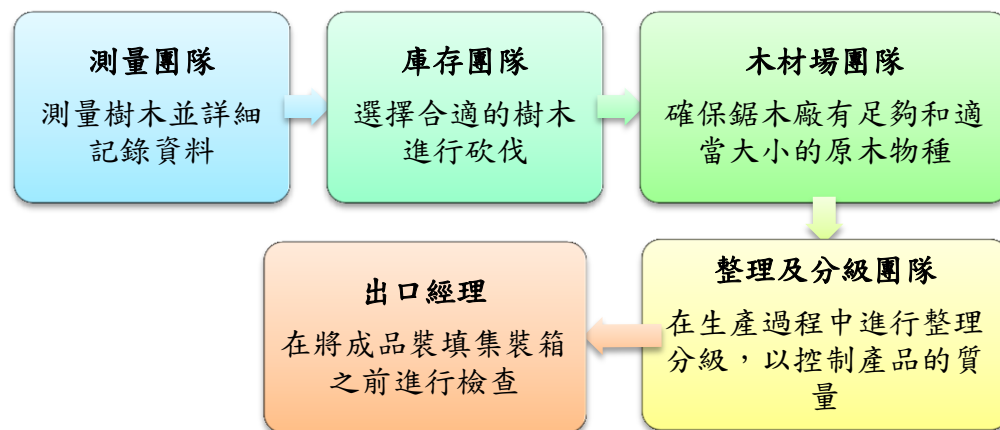 測量團隊
測量樹木並詳細
記錄資料
庫存團隊
選擇合適的樹木
進行砍伐
木材場團隊
確保鋸木廠有足夠和適
當大小的原木物種
整理及分級團隊
在生產過程中進行整理
分級，以控制產品的質
量
出口經理
在將成品裝填集裝箱
之前進行檢查